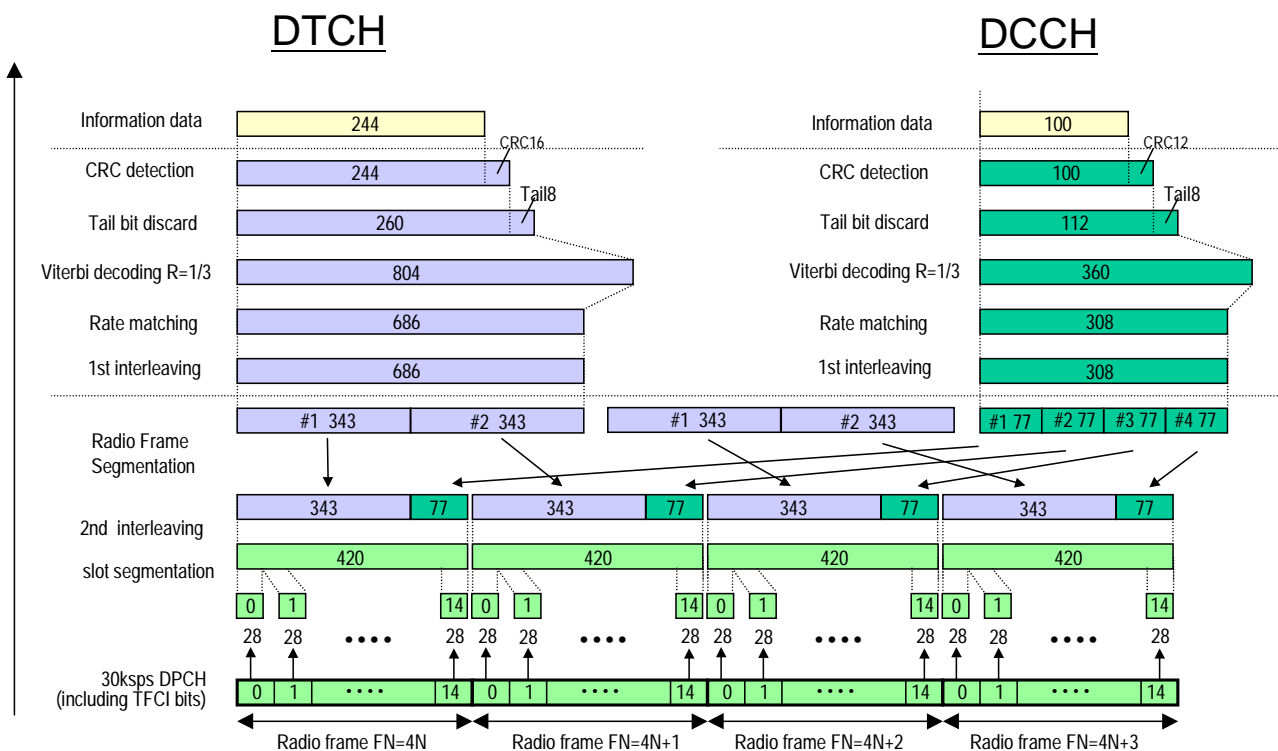 DTCH DCCH
Information data 244 Information data 100
CRC16 CRC12
CRC detection 244 CRC detection 100
Tail8 Tail8
Tail bit discard 260 Tail bit discard 112
Viterbi decoding R=1/3 804 Viterbi decoding R=1/3 360
Rate matching 686 Rate matching 308
1st interleaving 686 1st interleaving 308
#1 343 #2 343 #1 343 #2 343 #1 77 #2 77 #3 77 #4 77
Radio Frame
Segmentation
343 77 343 77 343 77 343 77
2nd interleaving
420 420 420 420
slot segmentation
0 1 14 0 1 14 0 1 14 0 1 14
28 28 •••• 28 28 28 •••• 28 28 28 •••• 28 28 28 •••• 28
30ksps DPCH
(including TFCI bits)
0 1 •••• 14 0 1 •••• 14 0 1 •••• 14 0 1 •••• 14
Radio frame FN=4N Radio frame FN=4N+1 Radio frame FN=4N+2 Radio frame FN=4N+3